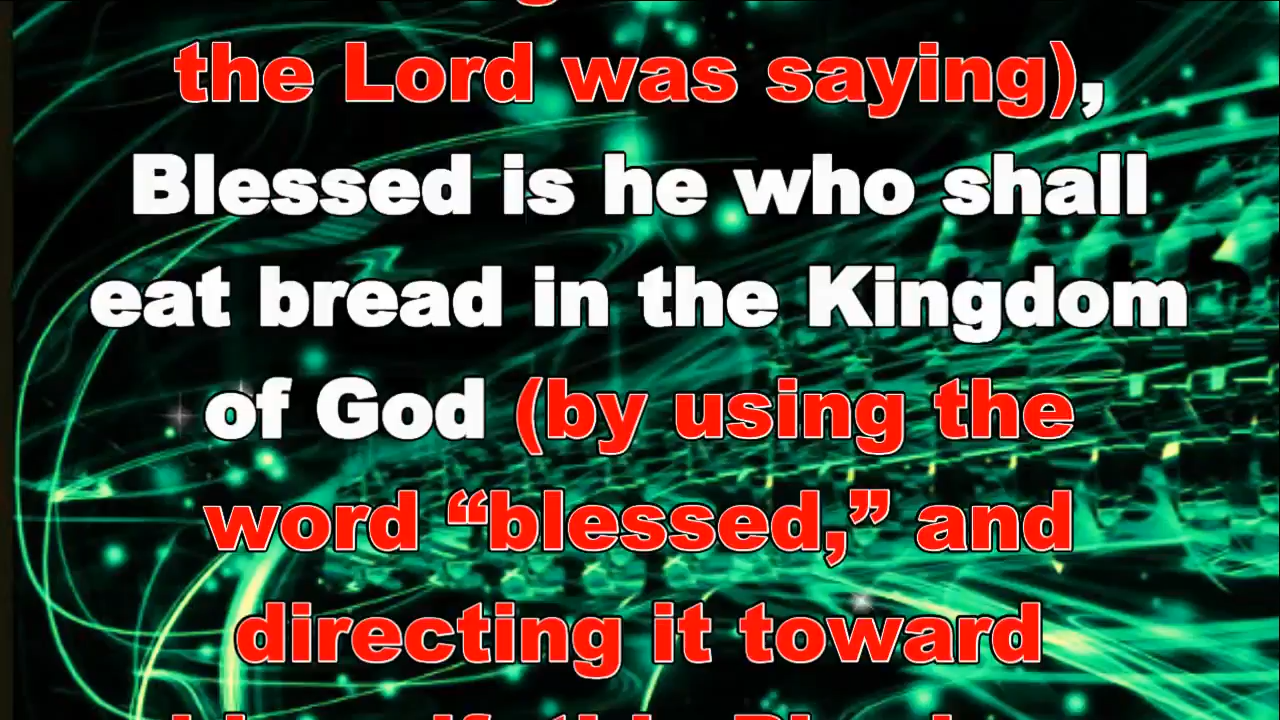 the Lord was saying),
Blessed is he who shall
eat bread in the Kingdom
of God (by using the
word “blessed,” and
directing it toward